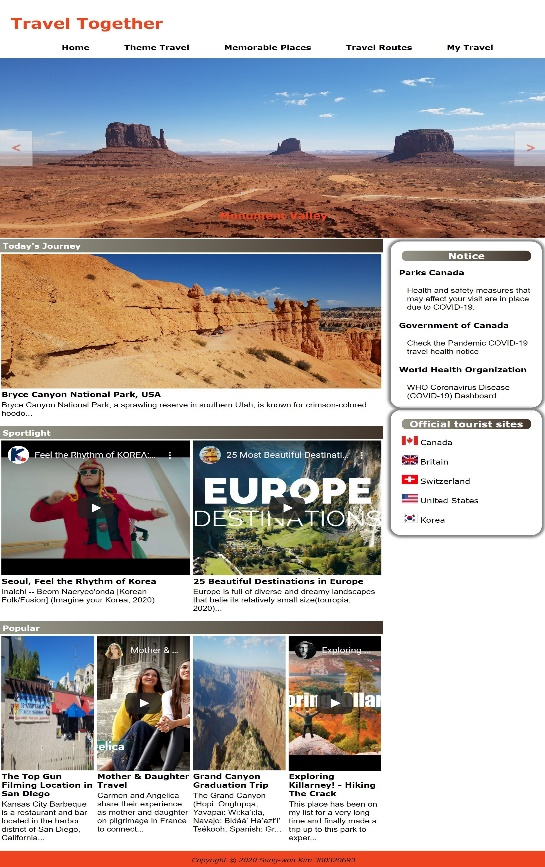 Travel Together
Home Theme Travel Memorable Places Travel Routes My Travel
< >
Monument Valley
Today's Journey
Bryce Canyon National Park, USA
Bryce Canyon National Park, a sprawling reserve in southern Utah, is known for crimson-colored
hoodo...
Sportlight
Feel the Rhythm of KOREA:...
Seoul, Feel the Rhythm of Korea
Inalchi -- Beom Naeryeo'onda [Korean
Folk/Fusion] (Imagine your Korea, 2020)
25 Most Beautiful Destinati...
EUROPE
DESTINATIONS
25 Beautiful Destinations in Europe
Europe is full of diverse and dreamy landscapes
that belie its relatively small size(touropia,
2020)...
Popular
The Top Gun
Filming Location in
San Diego
Kansas City Barbeque
is a restaurant and bar
located in the harbor
district of San Diego,
California...
Mother & ...
elica
Mother & Daughter
Travel
Carmen and Angelica
share their experience
as mother and daughter
on pilgrimage in France
to connect...
Grand Canyon
Graduation Trip
The Grand Canyon
(Hopi: Ongtupqa,
Yavapai: Wi:kaʼi:la,
Navajo: Bidááʼ Haʼaztʼiʼ
Tsékooh, Spanish: Gr...
Exploring...
Exploring
Killarney! - Hiking
The Crack
This place has been on
my list for a very long
time and I finally made a
trip up to this park to
exper...
Notice
Parks Canada
Health and safety measures that
may affect your visit are in place
due to COVID-19.
Government of Canada
Check the Pandemic COVID-19
travel health notice
World Health Organization
WHO Coronavirus Disease
(COVID-19) Dashboard
Official tourist sites
Canada
Britain
Switzerland
United States
Korea
Copyright © 2020 Sung-won Kim